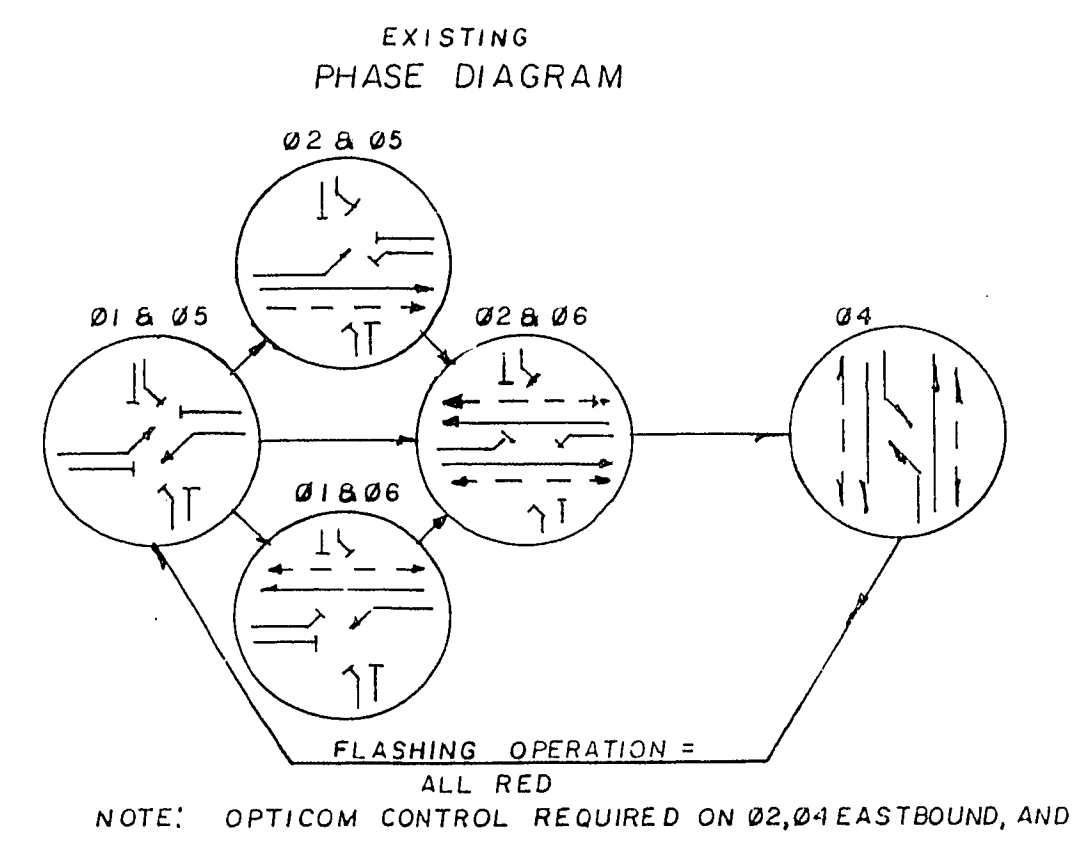 EXISTING
PHASE DIAGRAM
Ø2 & Ø5
Ø1 & Ø5
Ø2 & Ø6
Ø4
Ø1 & Ø6
FLASHING OPERATION =
ALL RED
NOTE: OPTICOM CONTROL REQUIRED ON Ø2,Ø4 EASTBOUND, AND